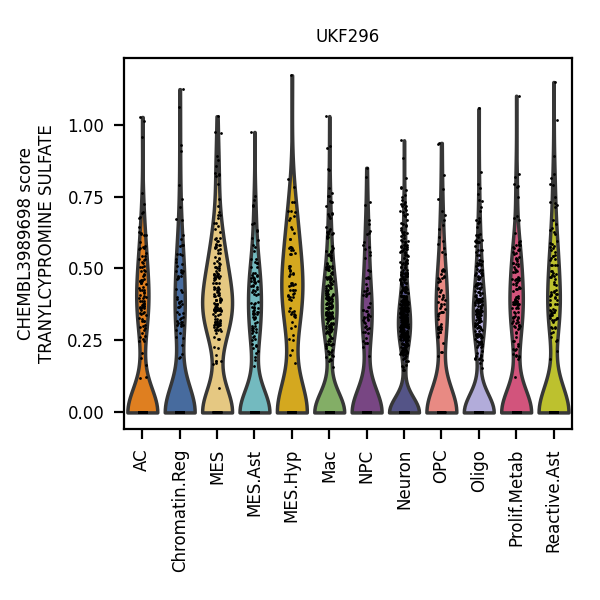 UKF296
CHEMBL3989698 score
TRANYLCYPROMINE SULFATE
1.00
0.75
0.50
0.25
0.00
AC
Chromatin.Reg
MES
MES.Ast
MES.Hyp
Mac
NPC
Neuron
OPC
Oligo
Prolif.Metab
Reactive.Ast